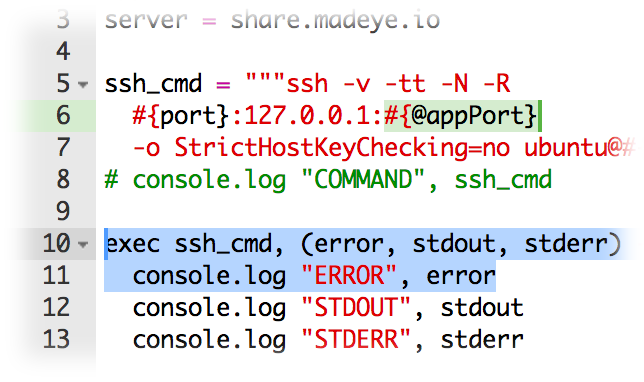 3 server = share.madeye.io
4
5 ssh_cmd = """ssh -v -tt -N -R
6 #{port}:127.0.0.1:#{@appPort}
7 -o StrictHostKeyChecking=no ubuntu@#
8 # console.log "COMMAND", ssh_cmd
9
10 exec ssh_cmd, (error, stdout, stderr)
11 console.log "ERROR", error
12 console.log "STDOUT", stdout
13 console.log "STDERR", stderr